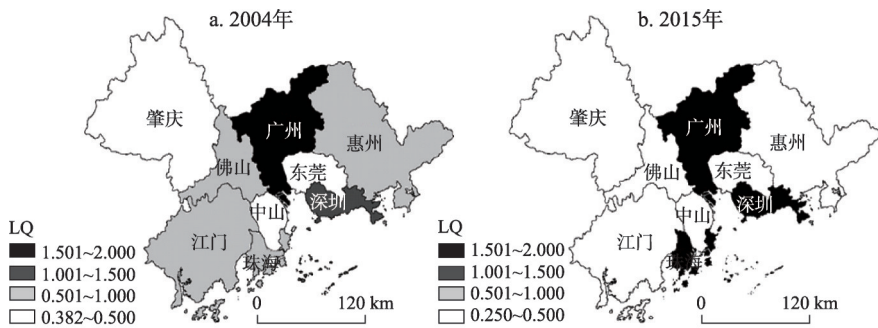 a. 2004年
肇庆
广州
惠州
佛山
东莞
深圳
中山
江门
珠海
LQ
1.501~2.000
1.001~1.500
0.501~1.000
0.382~0.500
0 120 km
b. 2015年
肇庆
广州
惠州
佛山
东莞
深圳
中山
江门
珠海
LQ
1.501~2.000
1.001~1.500
0.501~1.000
0.250~0.500
0 120 km